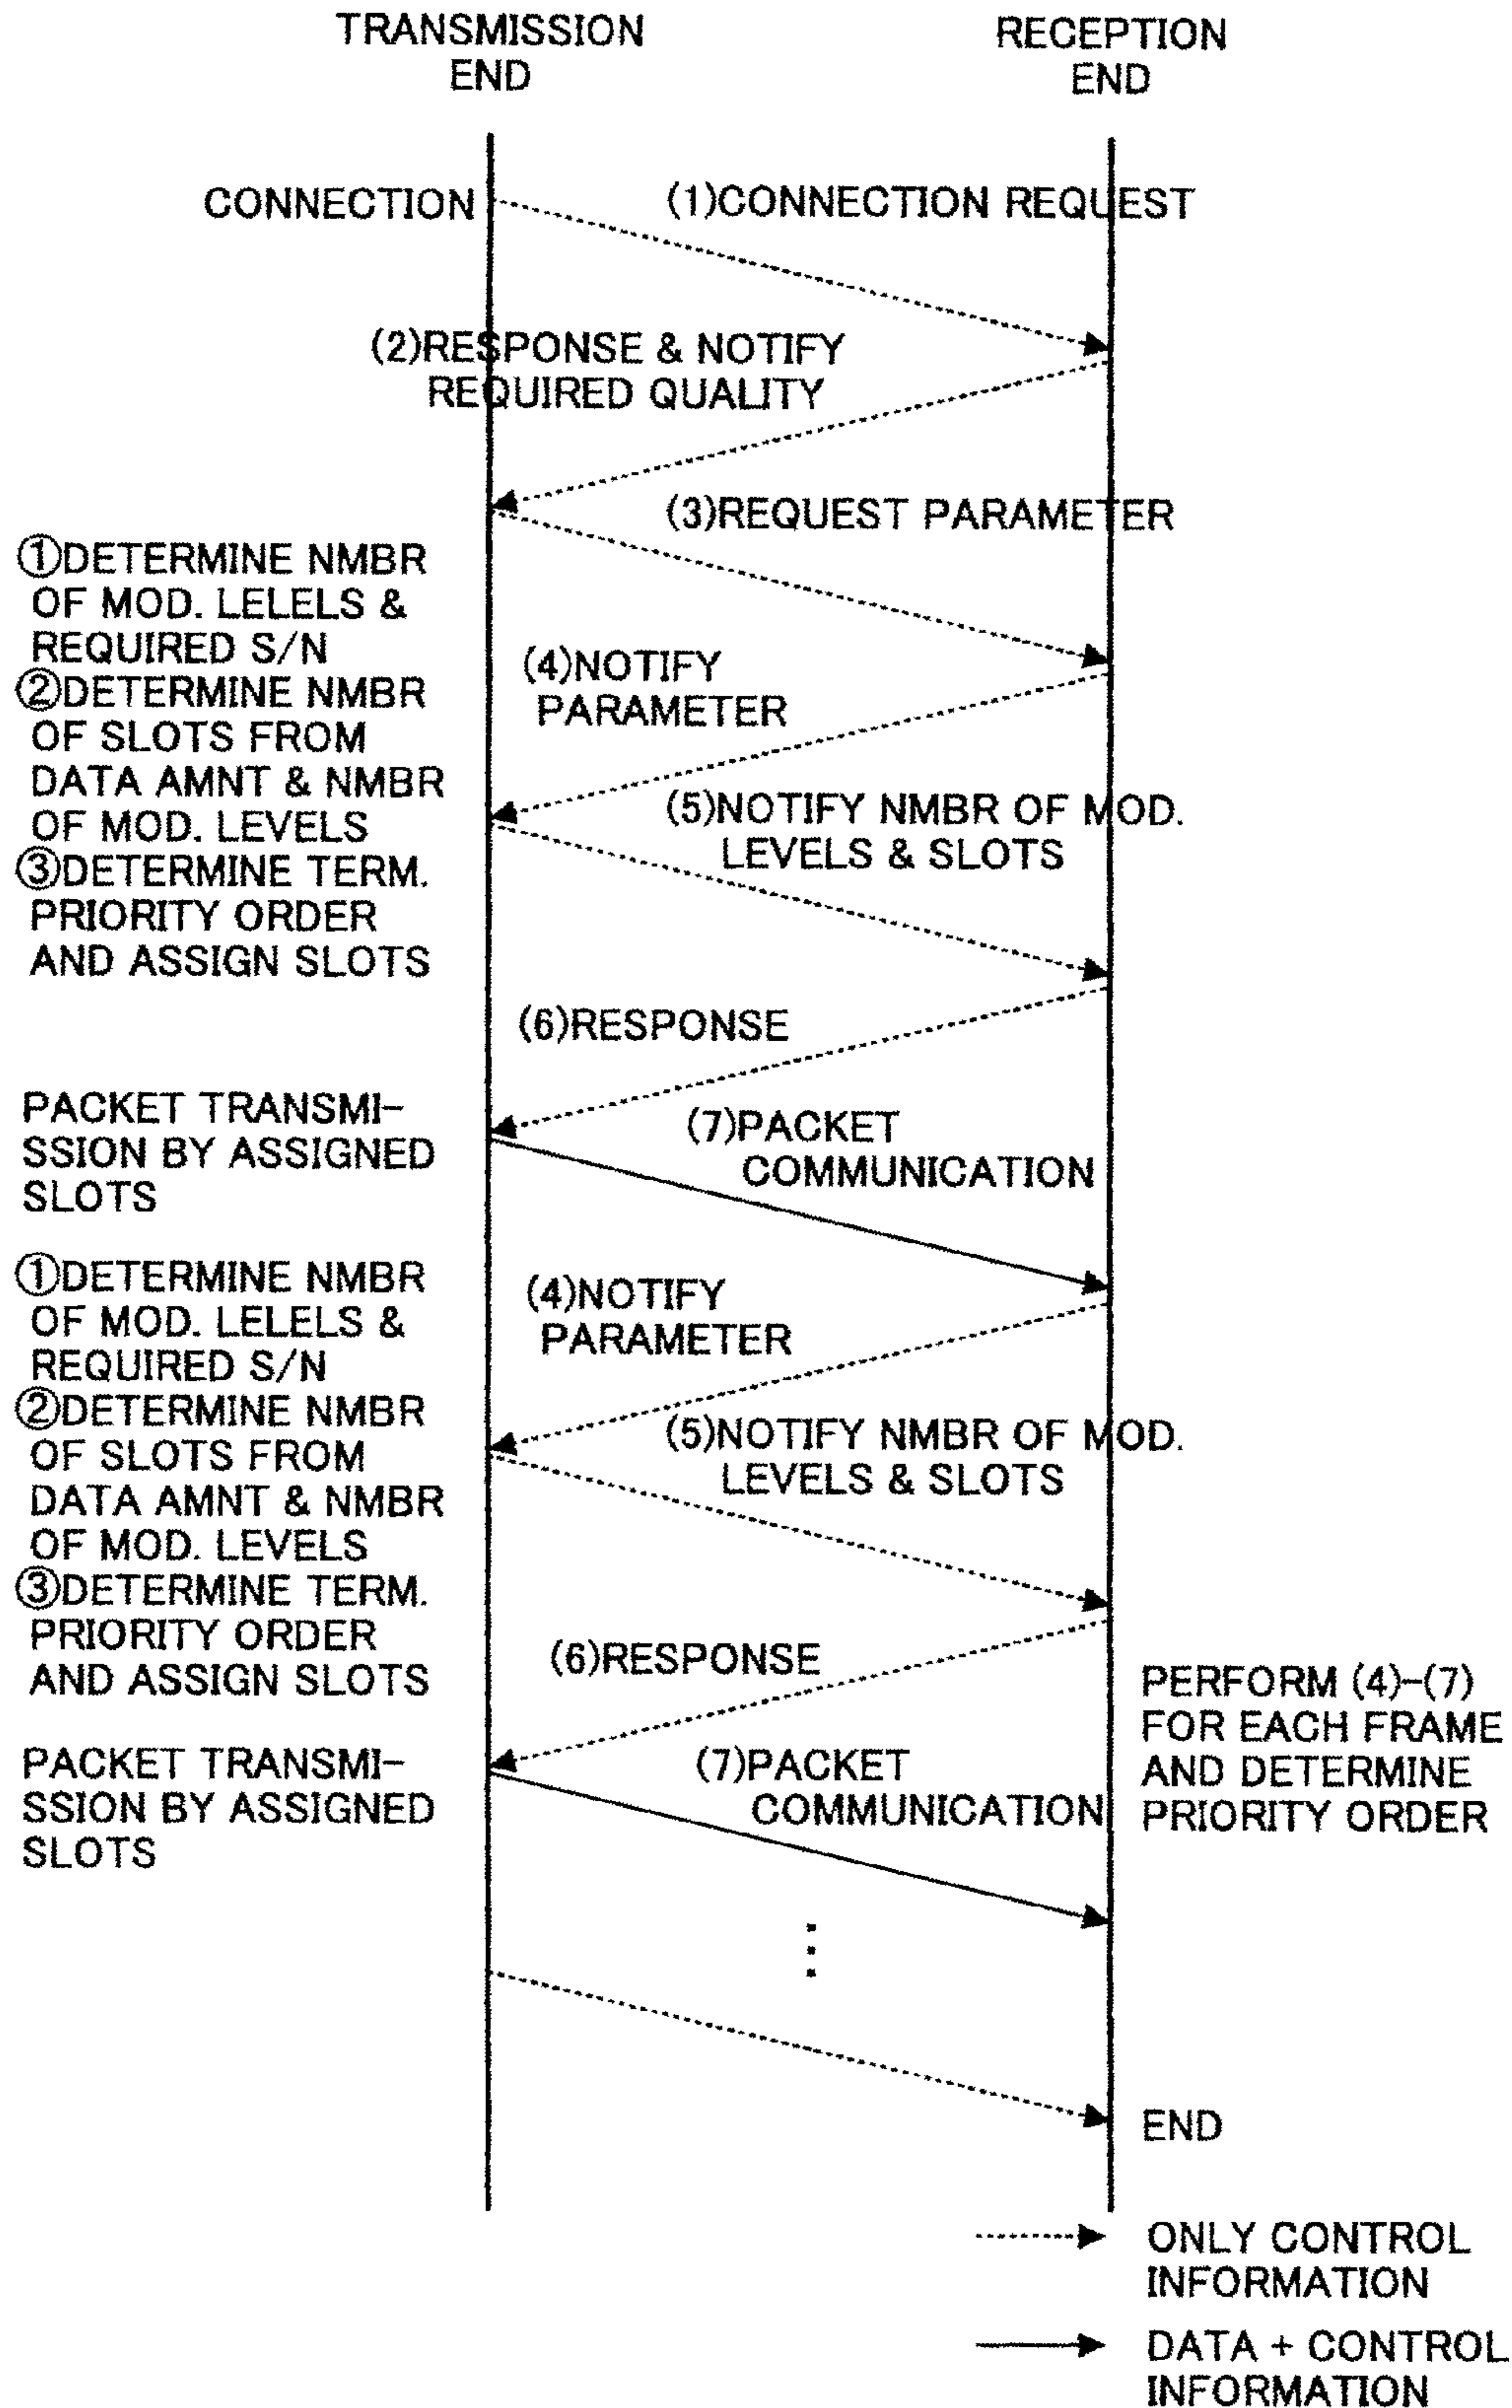 TRANSMISSION
END
RECEPTION
END
CONNECTION
(1)CONNECTION REQUEST
(2)RESPONSE & NOTIFY
REQUIRED QUALITY
(3)REQUEST PARAMETER
①DETERMINE NMBR
OF MOD. LELELS &
REQUIRED S/N
②DETERMINE NMBR
OF SLOTS FROM
DATA AMNT & NMBR
OF MOD. LEVELS
③DETERMINE TERM.
PRIORITY ORDER
AND ASSIGN SLOTS
(4)NOTIFY
PARAMETER
(5)NOTIFY NMBR OF MOD.
LEVELS & SLOTS
(6)RESPONSE
PACKET TRANSMI-
SSION BY ASSIGNED
SLOTS
(7)PACKET
COMMUNICATION
①DETERMINE NMBR
OF MOD. LELELS &
REQUIRED S/N
②DETERMINE NMBR
OF SLOTS FROM
DATA AMNT & NMBR
OF MOD. LEVELS
③DETERMINE TERM.
PRIORITY ORDER
AND ASSIGN SLOTS
(4)NOTIFY
PARAMETER
(5)NOTIFY NMBR OF MOD.
LEVELS & SLOTS
(6)RESPONSE
PERFORM (4)-(7)
FOR EACH FRAME
AND DETERMINE
PRIORITY ORDER
PACKET TRANSMI-
SSION BY ASSIGNED
SLOTS
(7)PACKET
COMMUNICATION
END
ONLY CONTROL
INFORMATION
DATA + CONTROL
INFORMATION